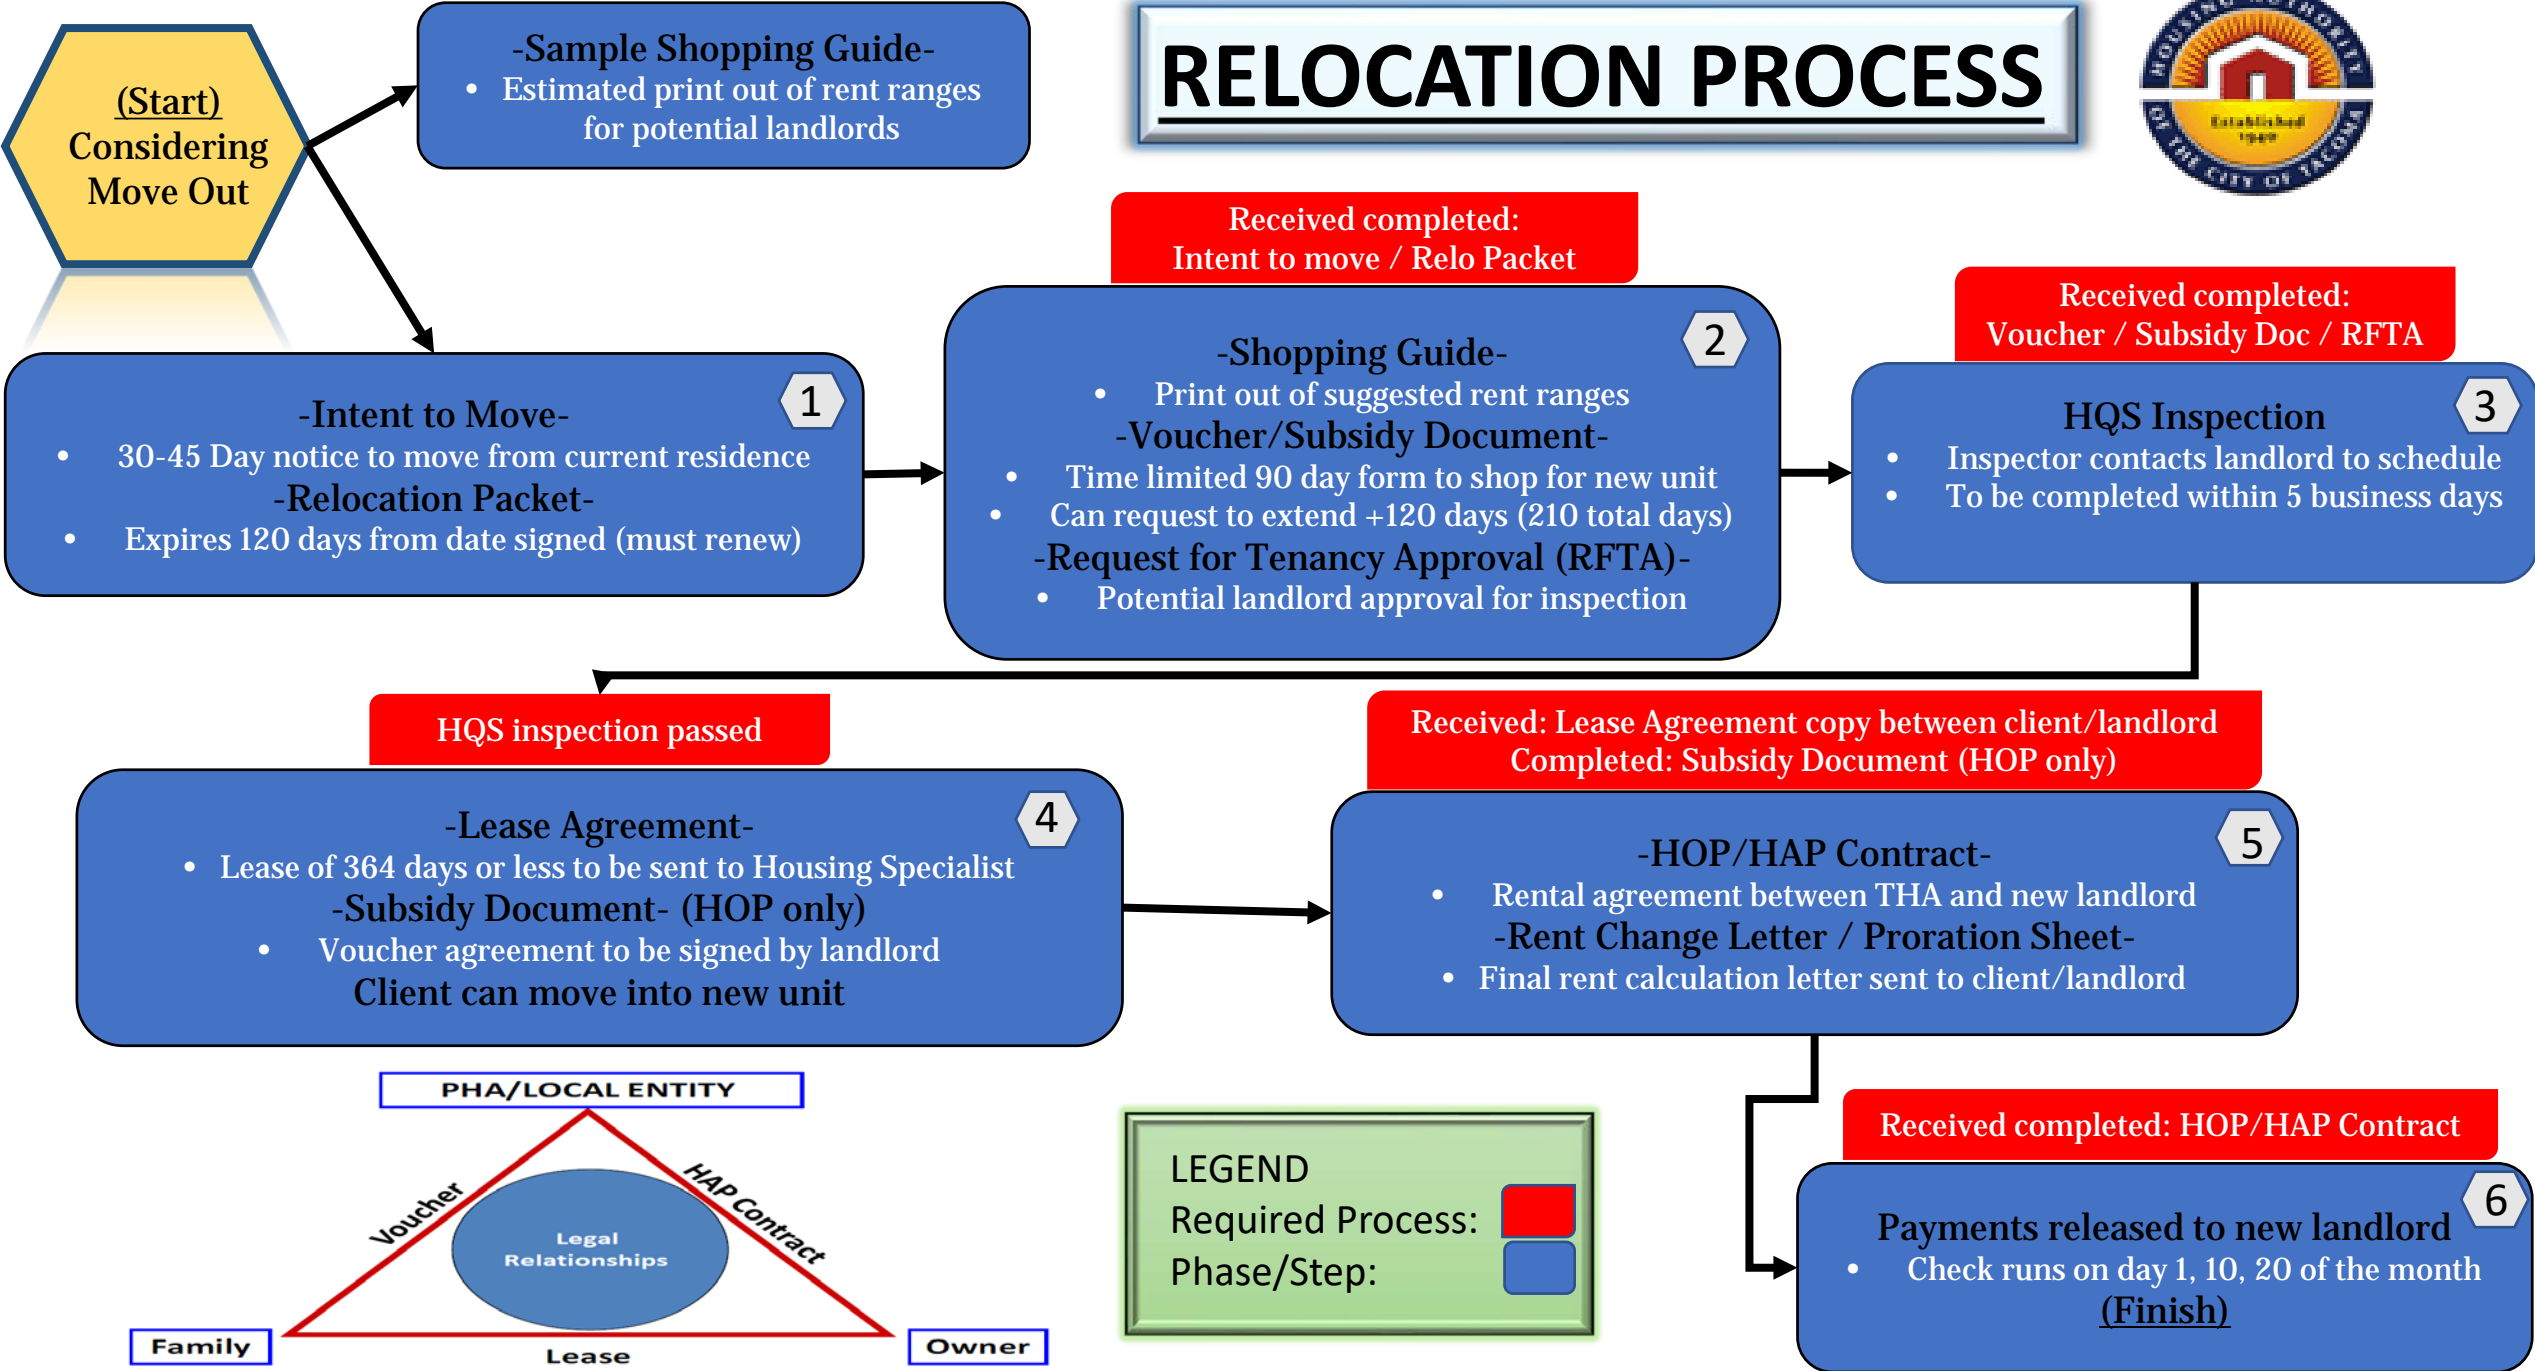 (Start)
Considering
Move Out
-Sample Shopping Guide-
• Estimated print out of rent ranges
for potential landlords
RELOCATION PROCESS
HOUSING AUTHORITY
OF THE CITY OF TACOMA
Established
1940
Received completed:
Intent to move / Relo Packet
Received completed:
Voucher / Subsidy Doc / RFTA
1
-Intent to Move-
• 30-45 Day notice to move from current residence
-Relocation Packet-
• Expires 120 days from date signed (must renew)
2
-Shopping Guide-
• Print out of suggested rent ranges
-Voucher/Subsidy Document-
• Time limited 90 day form to shop for new unit
• Can request to extend +120 days (210 total days)
-Request for Tenancy Approval (RFTA)-
• Potential landlord approval for inspection
3
HQS Inspection
• Inspector contacts landlord to schedule
• To be completed within 5 business days
HQS inspection passed
4
-Lease Agreement-
• Lease of 364 days or less to be sent to Housing Specialist
-Subsidy Document- (HOP only)
• Voucher agreement to be signed by landlord
Client can move into new unit
Received: Lease Agreement copy between client/landlord
Completed: Subsidy Document (HOP only)
5
-HOP/HAP Contract-
• Rental agreement between THA and new landlord
-Rent Change Letter / Proration Sheet-
• Final rent calculation letter sent to client/landlord
Received completed: HOP/HAP Contract
6
Payments released to new landlord
• Check runs on day 1, 10, 20 of the month
(Finish)
PHA/LOCAL ENTITY
Voucher
HAP Contract
Legal
Relationships
Family
Lease
Owner
LEGEND
Required Process:
Phase/Step: